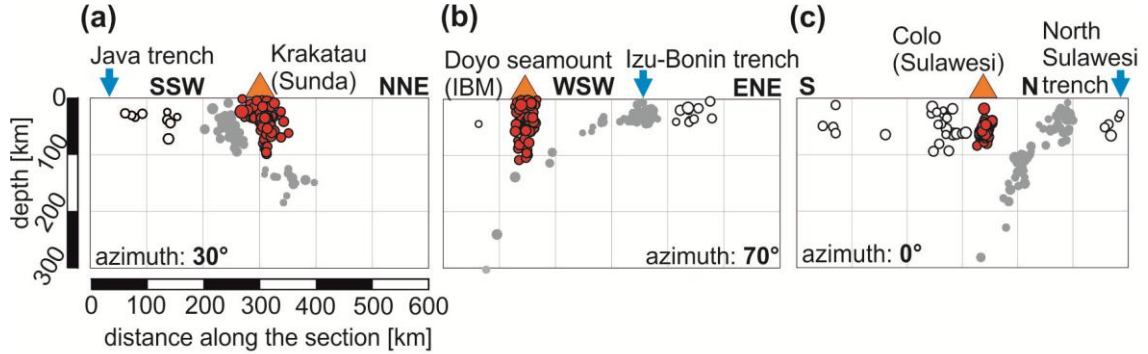 (a)
Java trench
SSW
Krakatau
(Sunda)
NNE
(b)
Doyo seamount
(IBM)
WSW
Izu-Bonin trench
ENE
(c)
Colo
(Sulawesi)
S
N
North
Sulawesi
trench
depth [km]
0
100
200
300
azimuth: 30°
azimuth: 70°
azimuth: 0°
0 100 200 300 400 500 600
distance along the section [km]